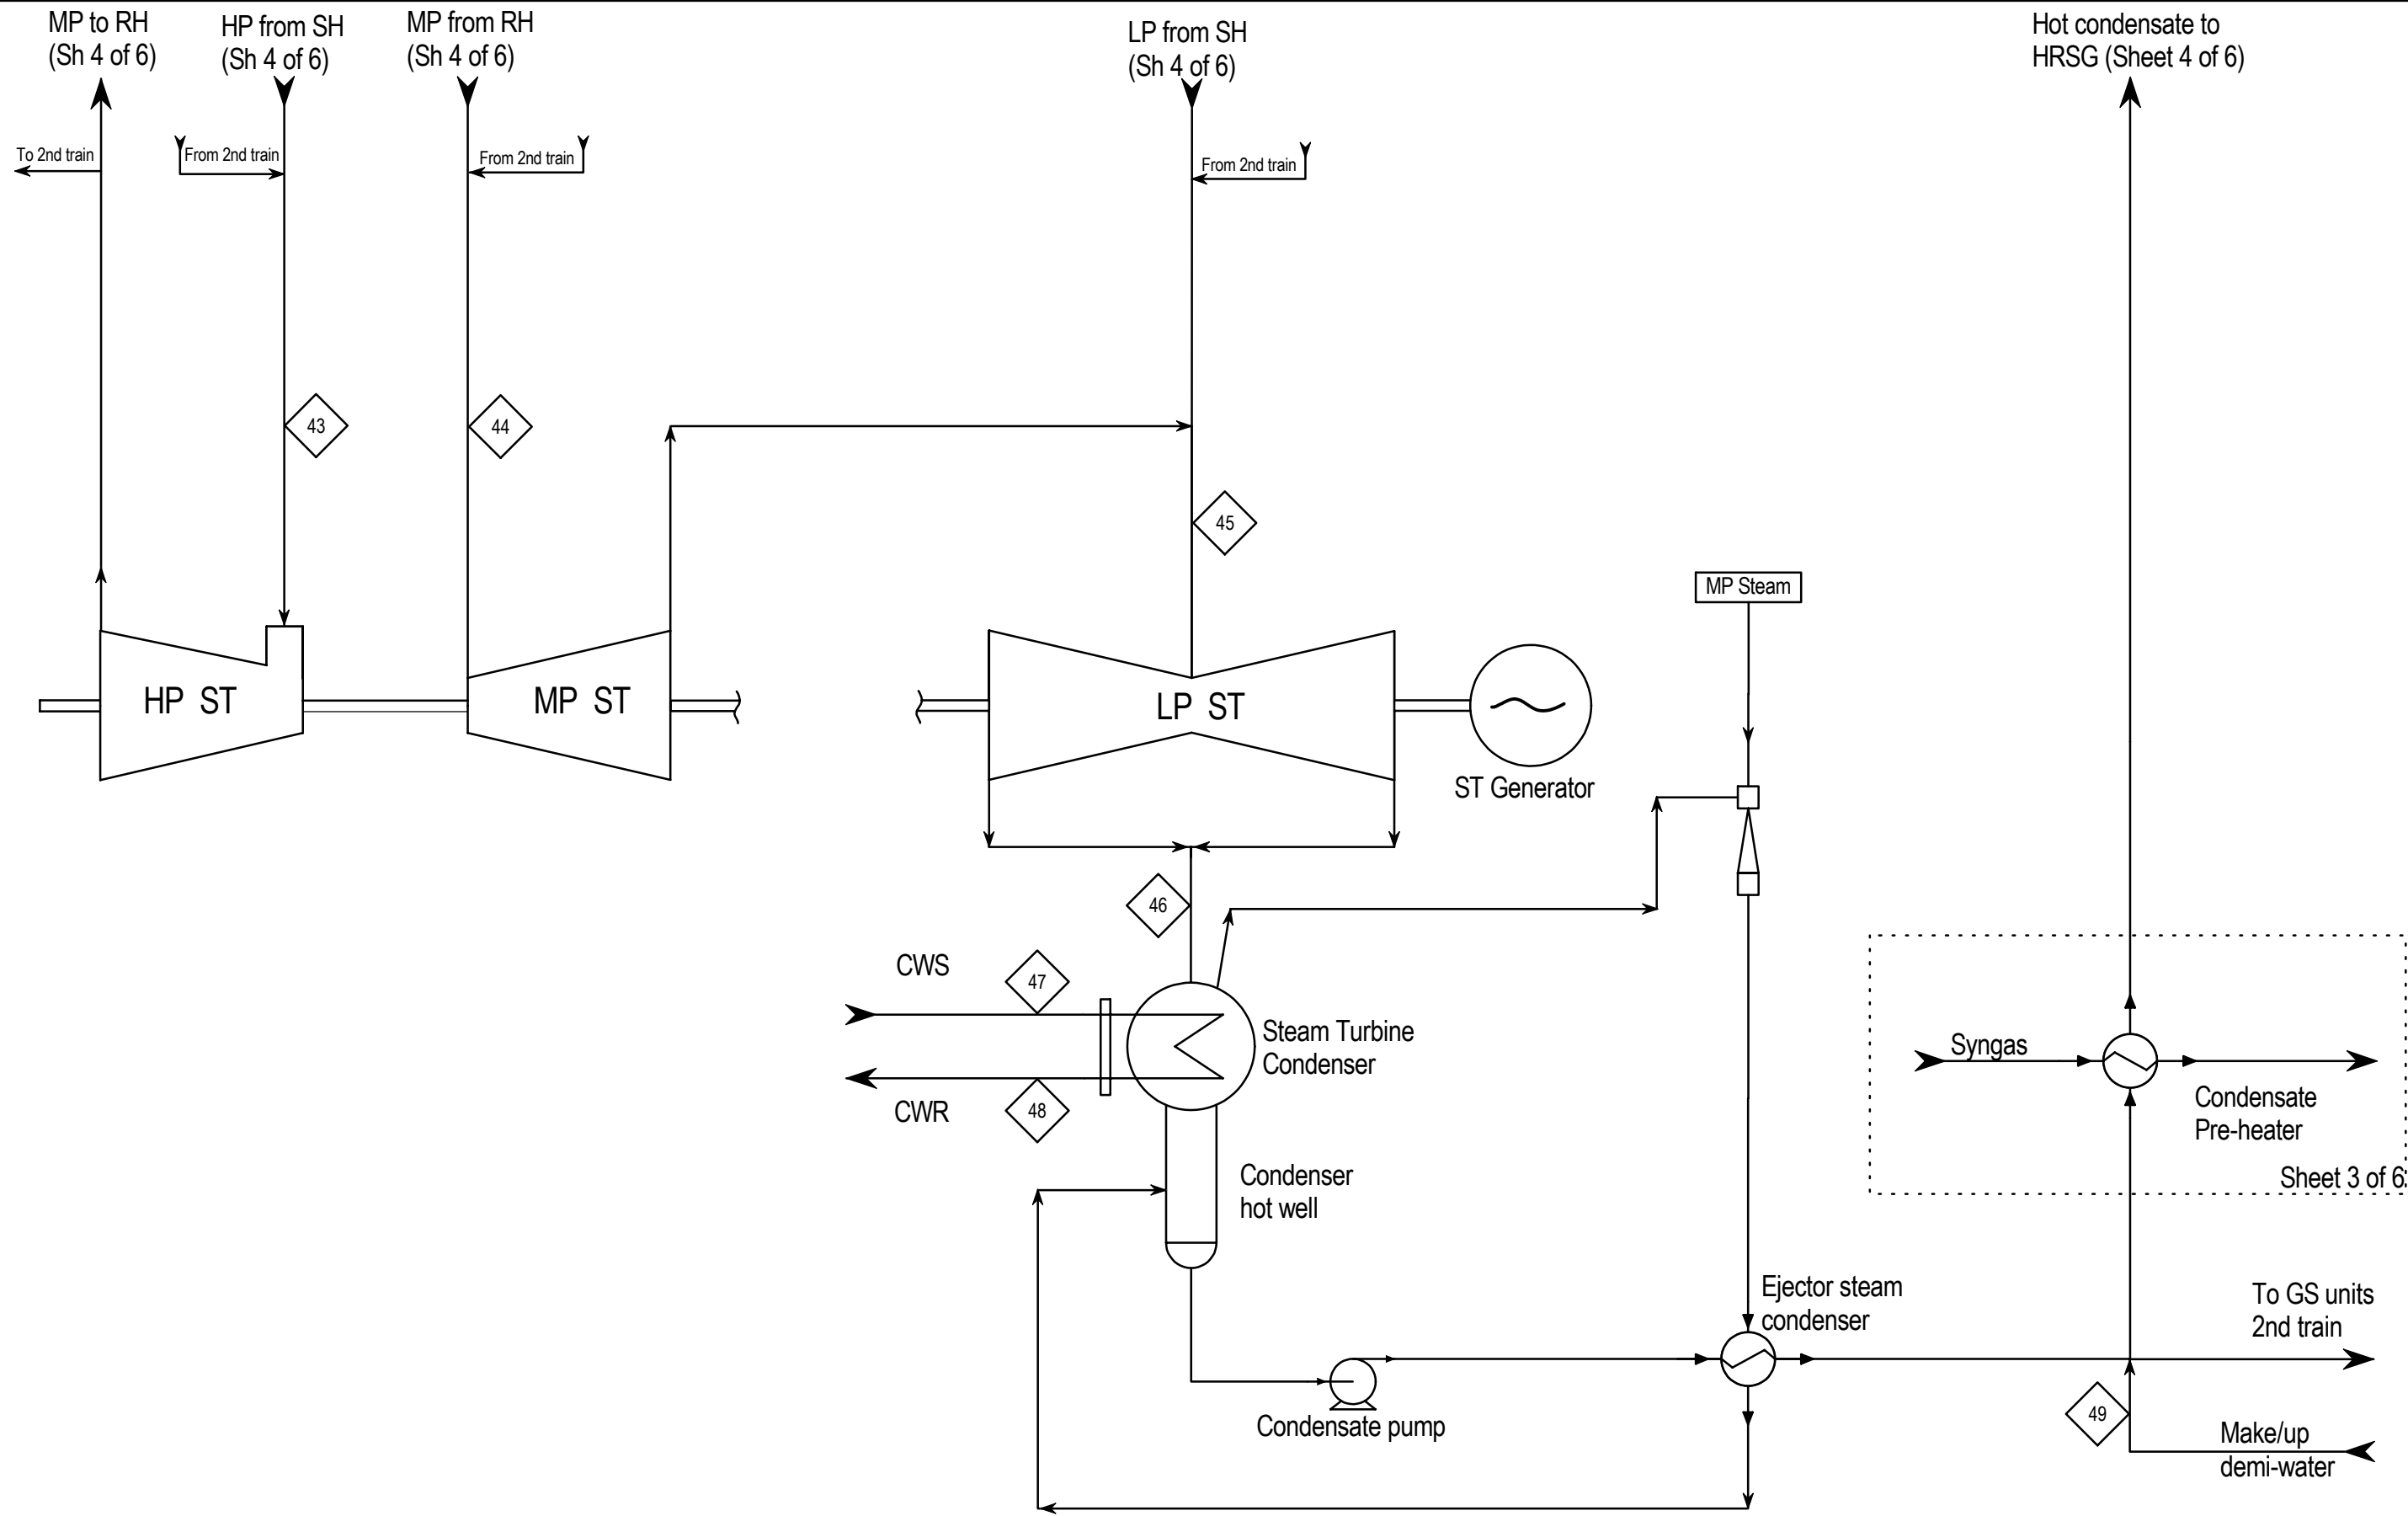 MP to RH
(Sh 4 of 6)
HP from SH
(Sh 4 of 6)
MP from RH
(Sh 4 of 6)
LP from SH
(Sh 4 of 6)
Hot condensate to
HRSG (Sheet 4 of 6)
To 2nd train
From 2nd train
From 2nd train
From 2nd train
43
44
45
MP Steam
HP ST
MP ST
LP ST
ST Generator
46
CWS
47
Steam Turbine
Condenser
CWR
48
Syngas
Condensate
Pre-heater
Sheet 3 of 6
Condenser
hot well
Ejector steam
condenser
To GS units
2nd train
Condensate pump
49
Make/up
demi-water